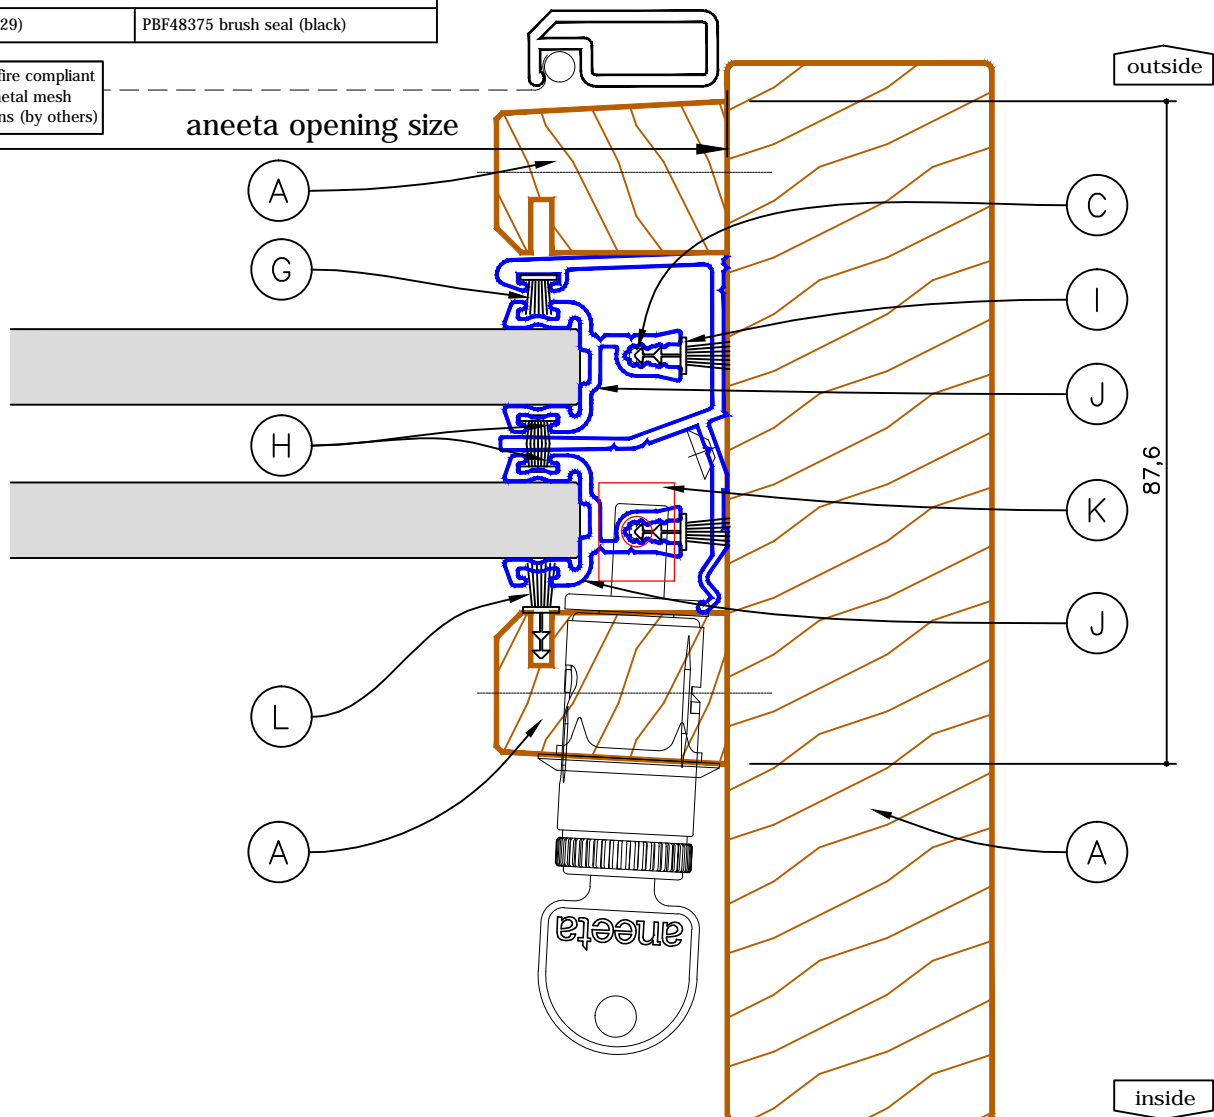 29) PBF48375 brush seal (black)
fire compliant
etal mesh
ns (by others)
outside
aneeta opening size
A
C
G
I
J
H
87,6
K
J
L
A
A
aneeta
inside